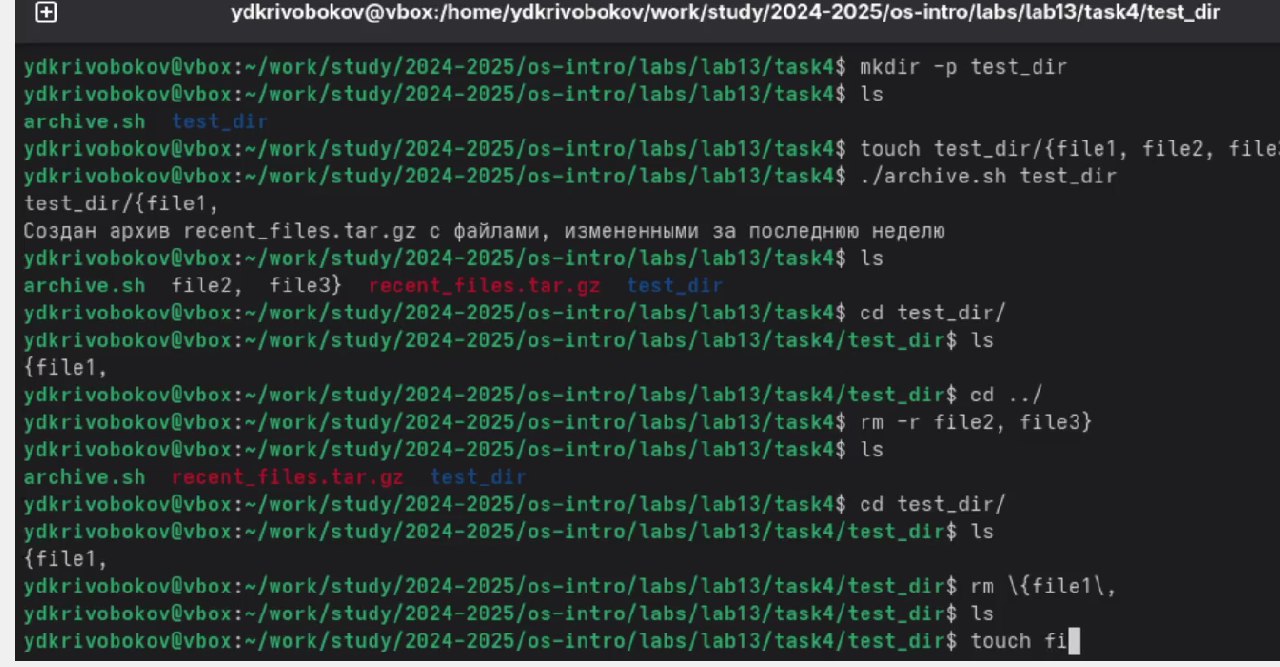 ydkrivobokov@vbox:/home/ydkrivobokov/work/study/2024-2025/os-intro/labs/lab13/task4/test_dir
ydkrivobokov@vbox:~/work/study/2024-2025/os-intro/labs/lab13/task4$ mkdir -p test_dir
ydkrivobokov@vbox:~/work/study/2024-2025/os-intro/labs/lab13/task4$ ls
archive.sh  test_dir
ydkrivobokov@vbox:~/work/study/2024-2025/os-intro/labs/lab13/task4$ touch test_dir/{file1, file2, file
ydkrivobokov@vbox:~/work/study/2024-2025/os-intro/labs/lab13/task4$ ./archive.sh test_dir
test_dir/{file1,
Создан архив recent_files.tar.gz с файлами, измененными за последнюю неделю
ydkrivobokov@vbox:~/work/study/2024-2025/os-intro/labs/lab13/task4$ ls
archive.sh  file2,  file3}  recent_files.tar.gz  test_dir
ydkrivobokov@vbox:~/work/study/2024-2025/os-intro/labs/lab13/task4$ cd test_dir/
ydkrivobokov@vbox:~/work/study/2024-2025/os-intro/labs/lab13/task4/test_dir$ ls
{file1,
ydkrivobokov@vbox:~/work/study/2024-2025/os-intro/labs/lab13/task4/test_dir$ cd ../
ydkrivobokov@vbox:~/work/study/2024-2025/os-intro/labs/lab13/task4$ rm -r file2, file3}
ydkrivobokov@vbox:~/work/study/2024-2025/os-intro/labs/lab13/task4$ ls
archive.sh  recent_files.tar.gz  test_dir
ydkrivobokov@vbox:~/work/study/2024-2025/os-intro/labs/lab13/task4$ cd test_dir/
ydkrivobokov@vbox:~/work/study/2024-2025/os-intro/labs/lab13/task4/test_dir$ ls
{file1,
ydkrivobokov@vbox:~/work/study/2024-2025/os-intro/labs/lab13/task4/test_dir$ rm \{file1\,
ydkrivobokov@vbox:~/work/study/2024-2025/os-intro/labs/lab13/task4/test_dir$ ls
ydkrivobokov@vbox:~/work/study/2024-2025/os-intro/labs/lab13/task4/test_dir$ touch fi